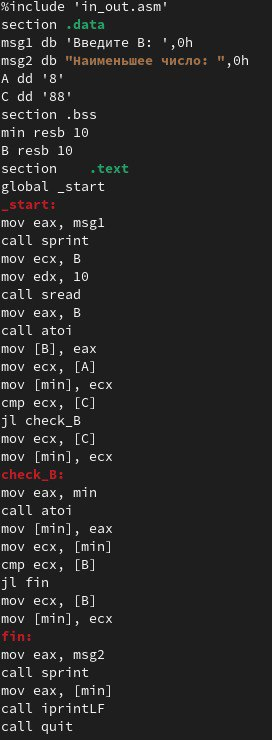 %include 'in_out.asm'
section .data
msg1 db 'Введите B: ',0h
msg2 db "Наименьшее число: ",0h
A dd '8'
C dd '88'
section .bss
min resb 10
B resb 10
section    .text
global _start
_start:
mov eax, msg1
call sprint
mov ecx, B
mov edx, 10
call sread
mov eax, B
call atoi
mov [B], eax
mov ecx, [A]
mov [min], ecx
cmp ecx, [C]
jl check_B
mov ecx, [C]
mov [min], ecx
check_B:
mov eax, min
call atoi
mov [min], eax
mov ecx, [min]
cmp ecx, [B]
jl fin
mov ecx, [B]
mov [min], ecx
fin:
mov eax, msg2
call sprint
mov eax, [min]
call iprintLF
call quit